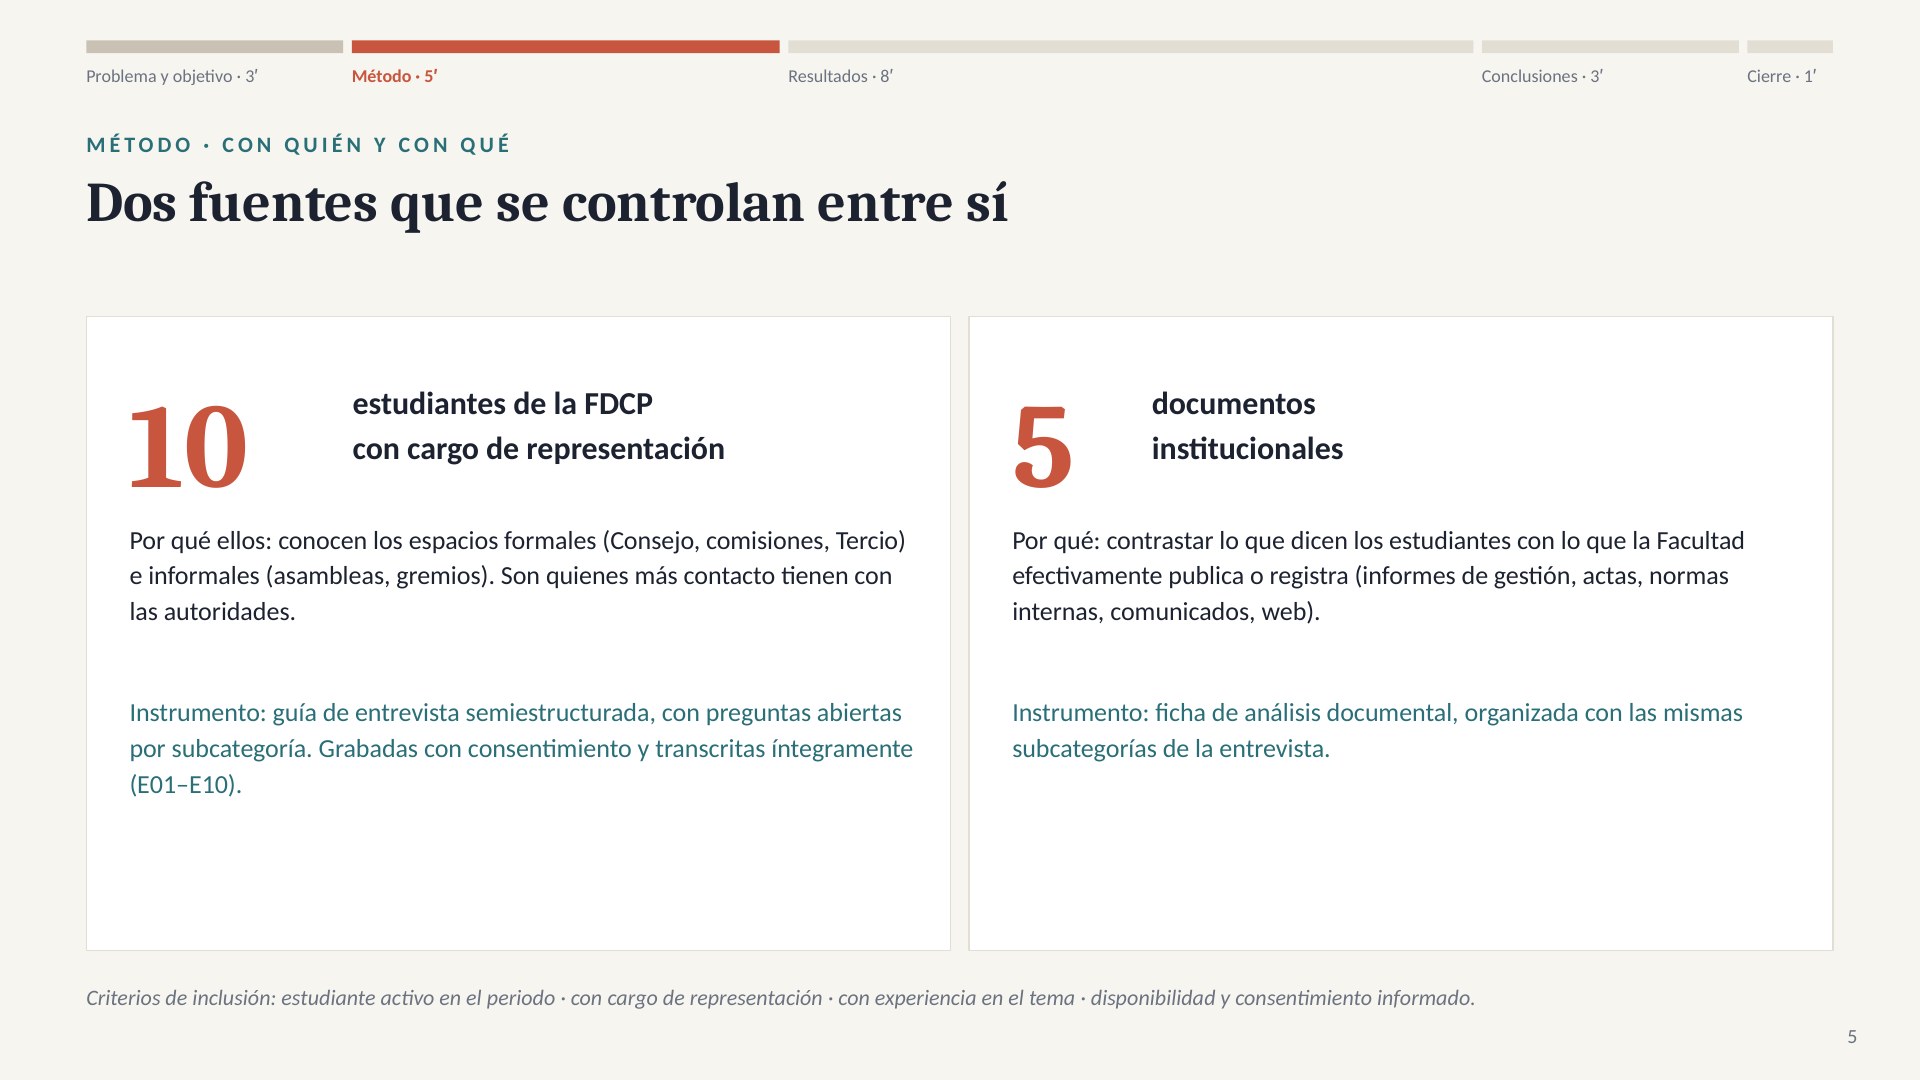 Problema y objetivo · 3′
Método · 5′
Resultados · 8′
Conclusiones · 3′
Cierre · 1′
MÉTODO · CON QUIÉN Y CON QUÉ
Dos fuentes que se controlan entre sí
10
estudiantes de la FDCP
con cargo de representación
Por qué ellos: conocen los espacios formales (Consejo, comisiones, Tercio)
e informales (asambleas, gremios). Son quienes más contacto tienen con
las autoridades.
Instrumento: guía de entrevista semiestructurada, con preguntas abiertas
por subcategoría. Grabadas con consentimiento y transcritas íntegramente
(E01–E10).
5
documentos
institucionales
Por qué: contrastar lo que dicen los estudiantes con lo que la Facultad
efectivamente publica o registra (informes de gestión, actas, normas
internas, comunicados, web).
Instrumento: ficha de análisis documental, organizada con las mismas
subcategorías de la entrevista.
Criterios de inclusión: estudiante activo en el periodo · con cargo de representación · con experiencia en el tema · disponibilidad y consentimiento informado.
5